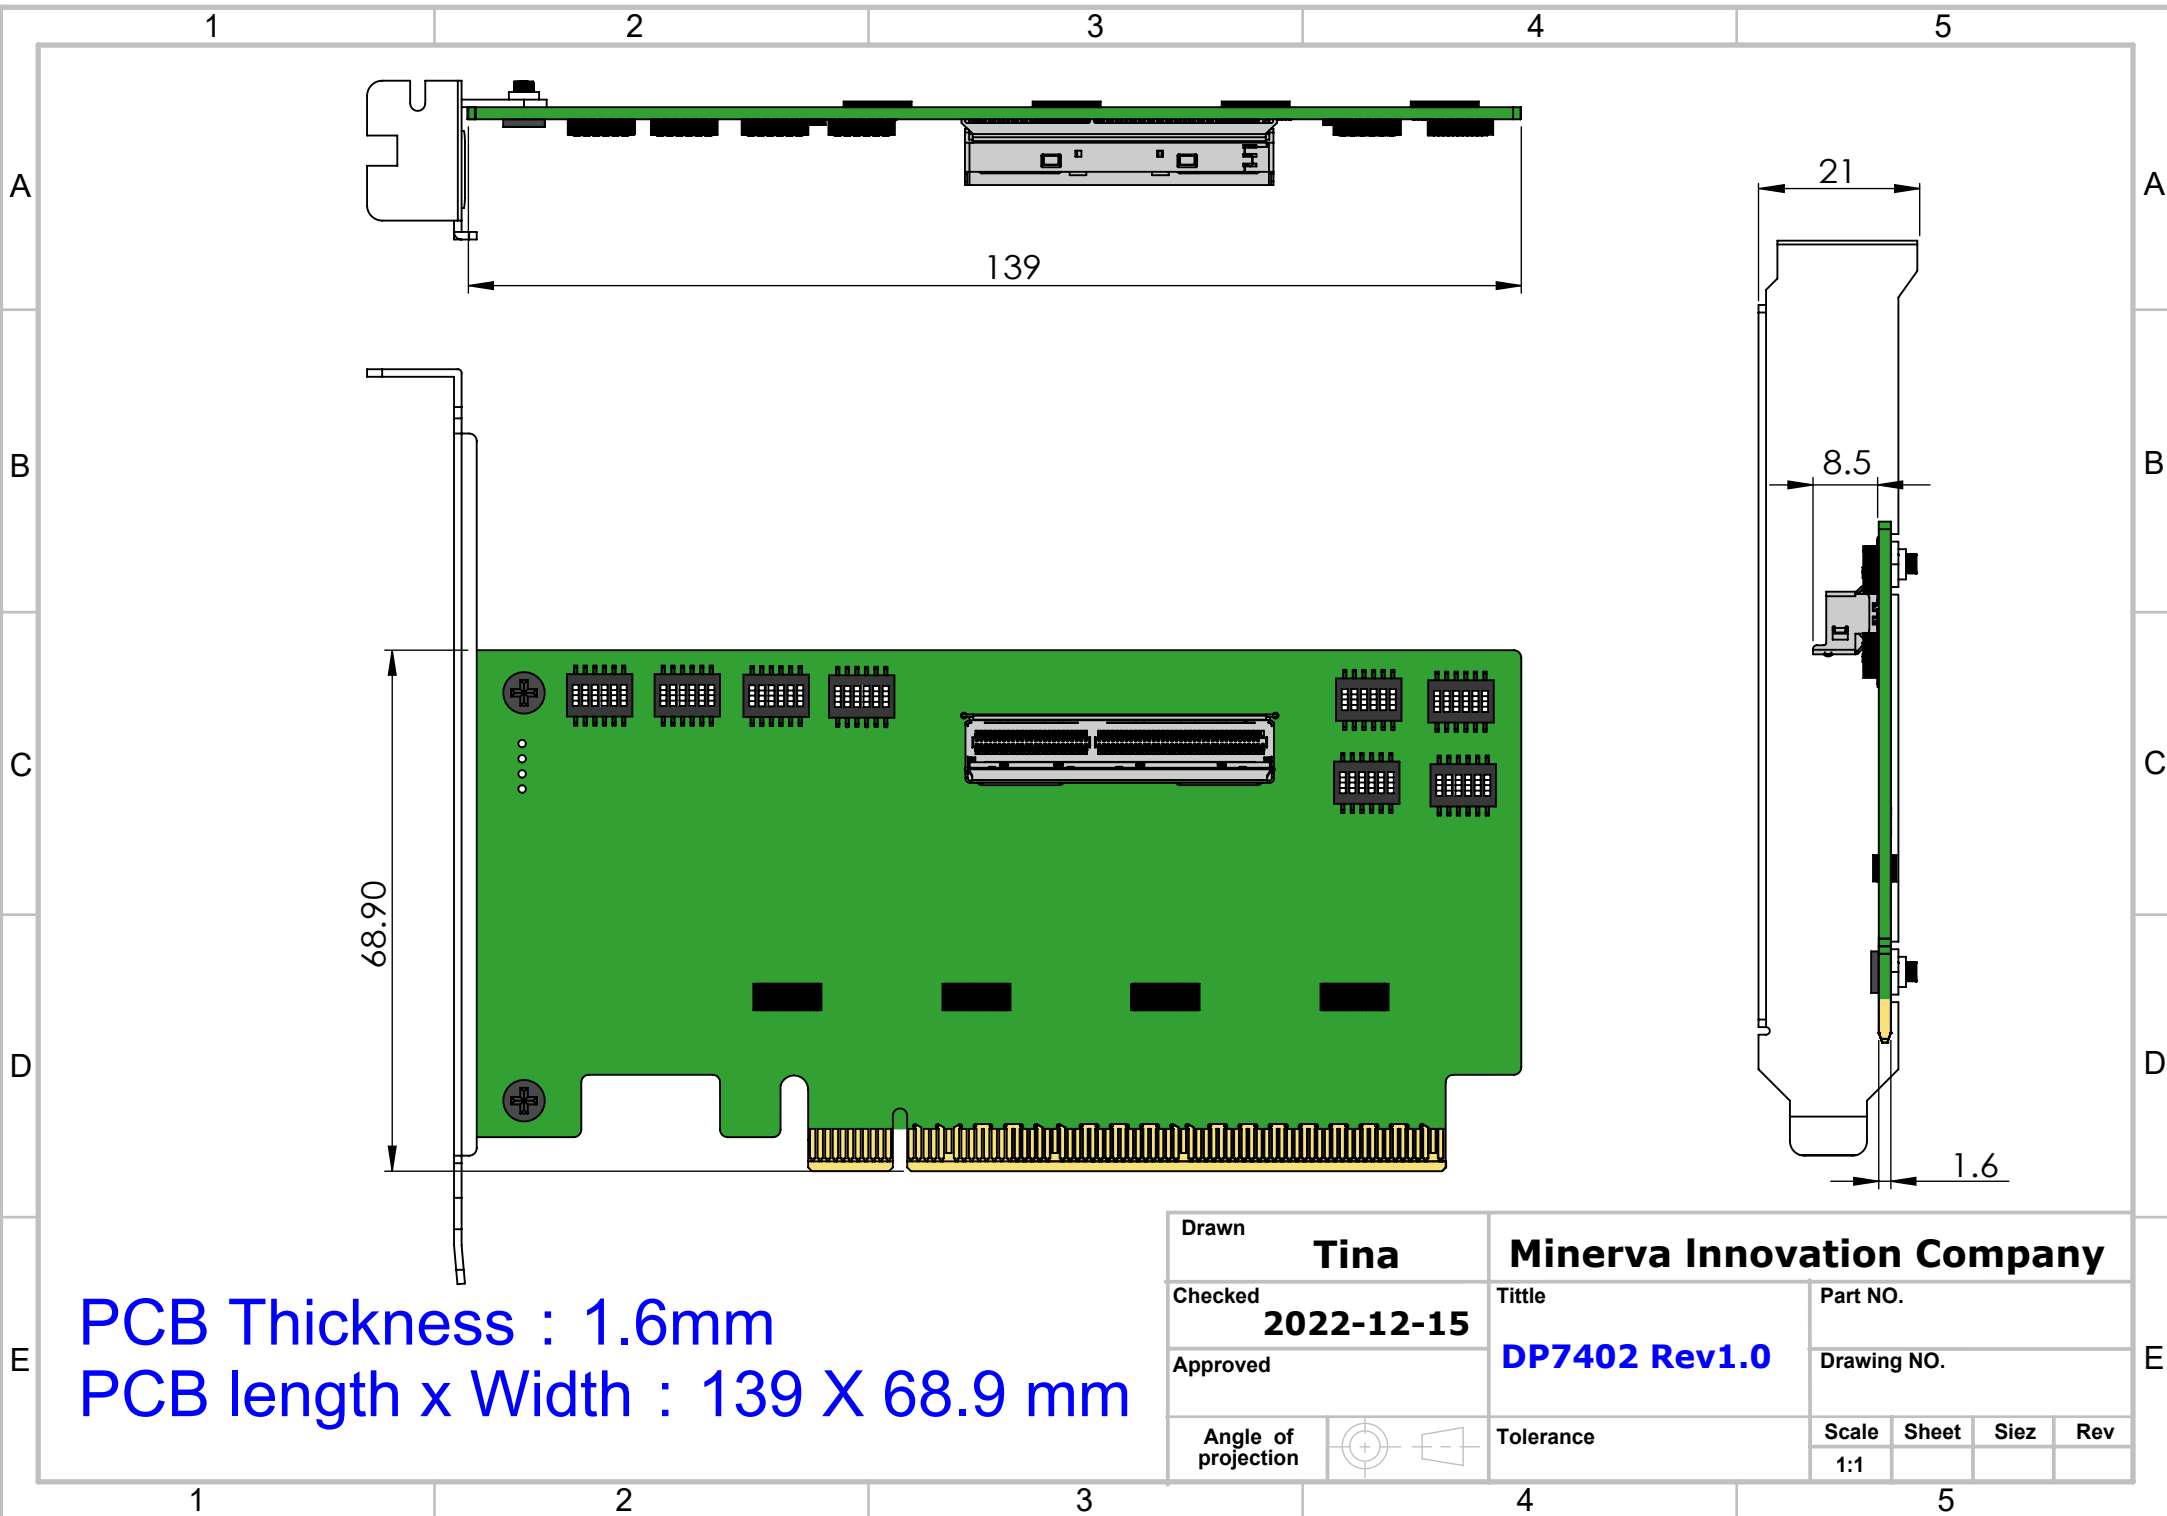 1 2 3 4 5
A A
21
139
B B
8.5
C C
68.90
D D
1.6
Drawn
Tina
Minerva Innovation Company
Checked
2022-12-15
Tittle
Part NO.
DP7402 Rev1.0
Approved
Drawing NO.
PCB Thickness : 1.6mm
PCB length x Width : 139 X 68.9 mm
E E
Angle of
projection
Tolerance
Scale Sheet Siez Rev
1:1
1 2 3 4 5